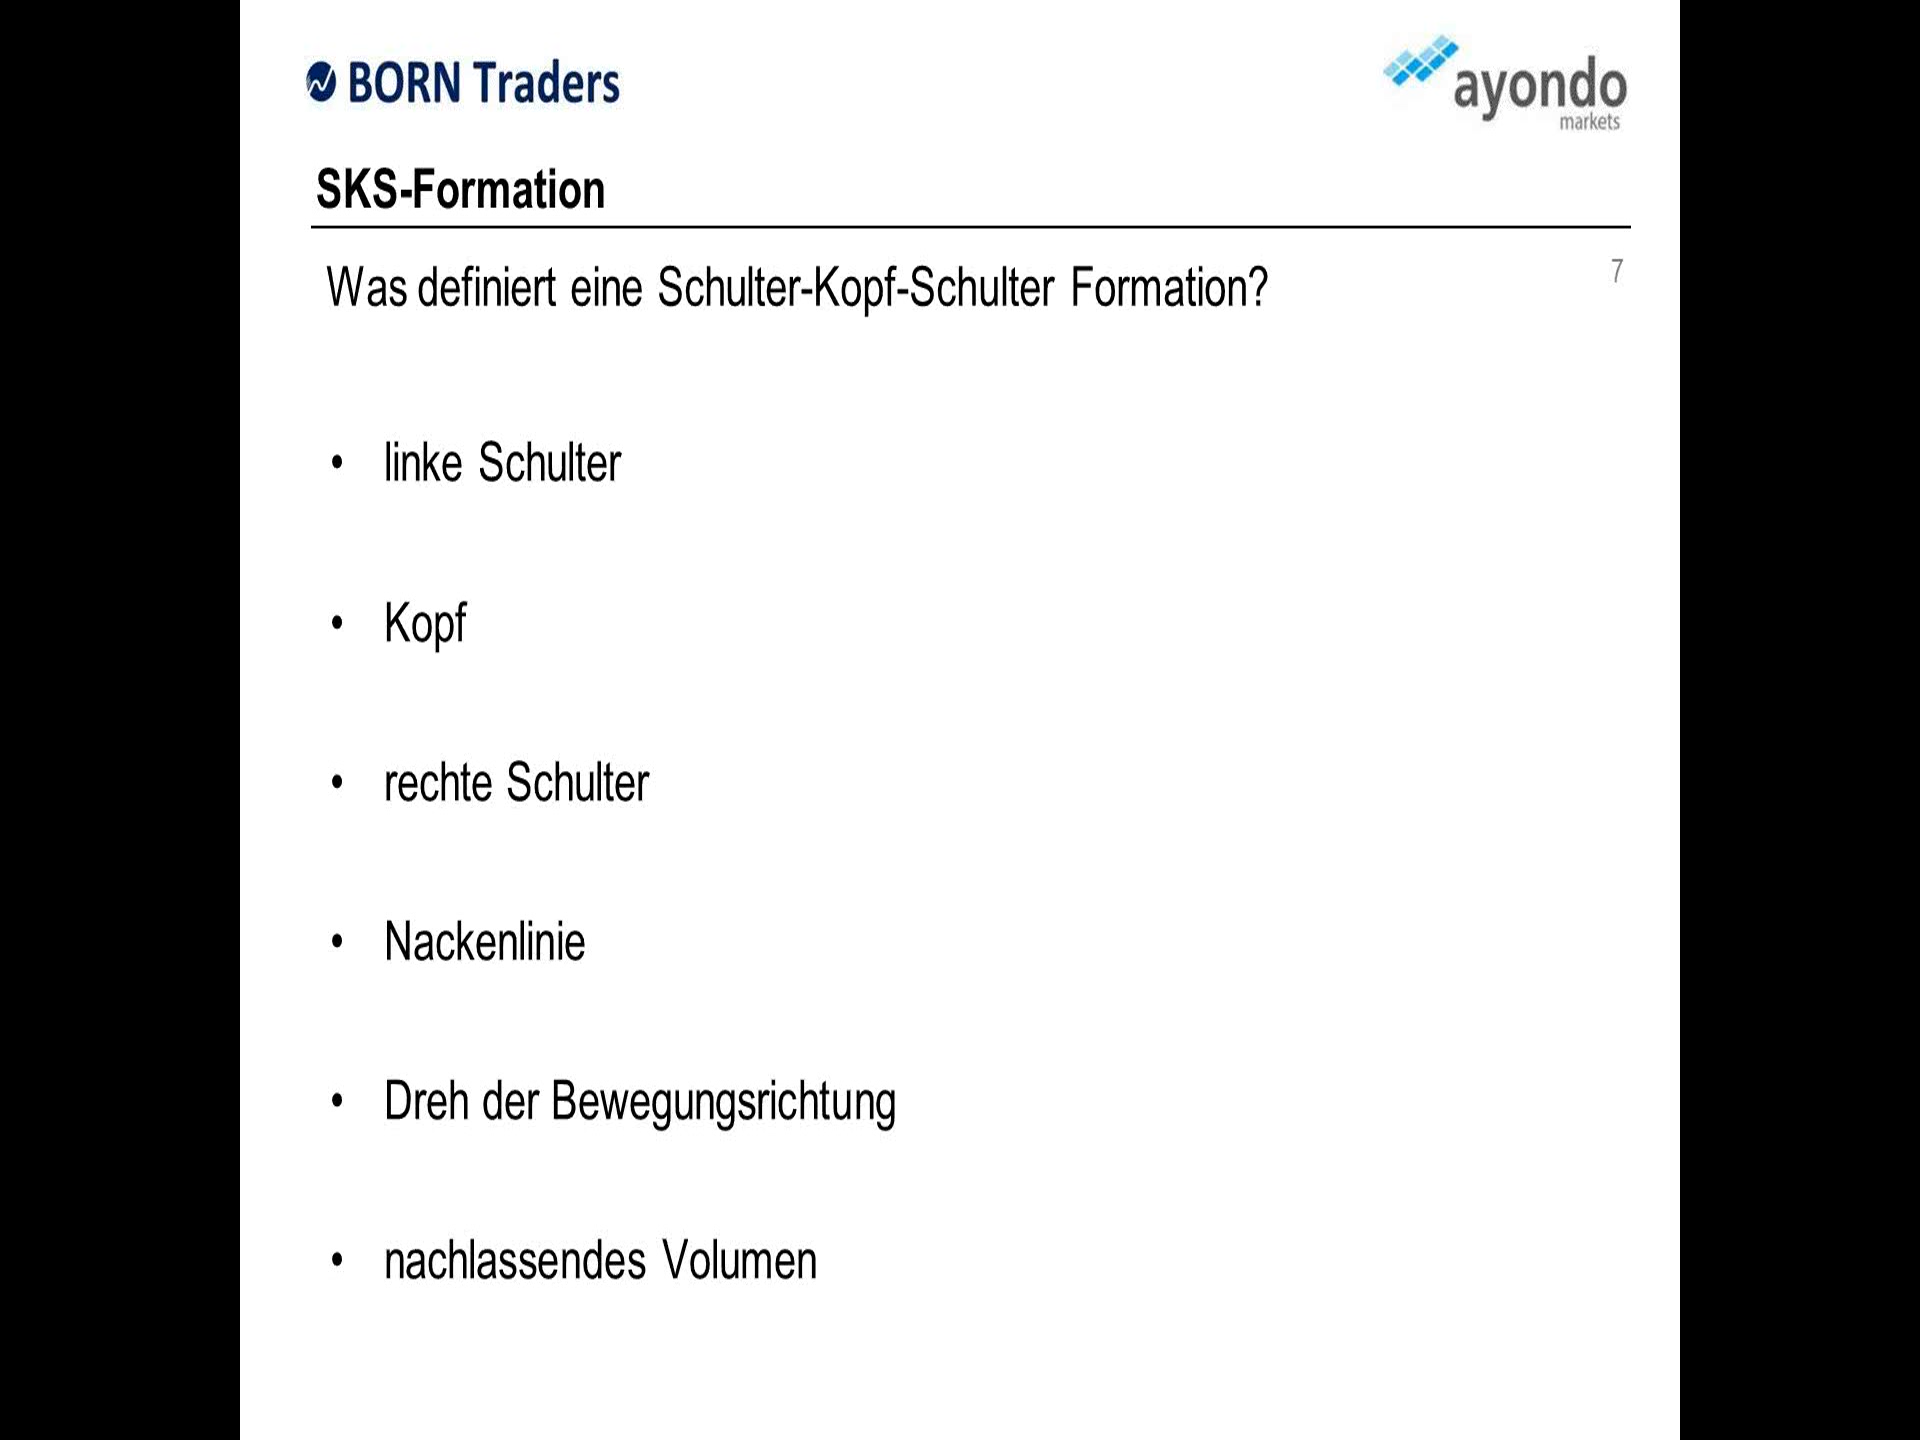 BORN Traders
ayondo
markets
SKS-Formation
Was definiert eine Schulter-Kopf-Schulter Formation?
7
• linke Schulter
• Kopf
• rechte Schulter
• Nackenlinie
• Dreh der Bewegungsrichtung
• nachlassendes Volumen